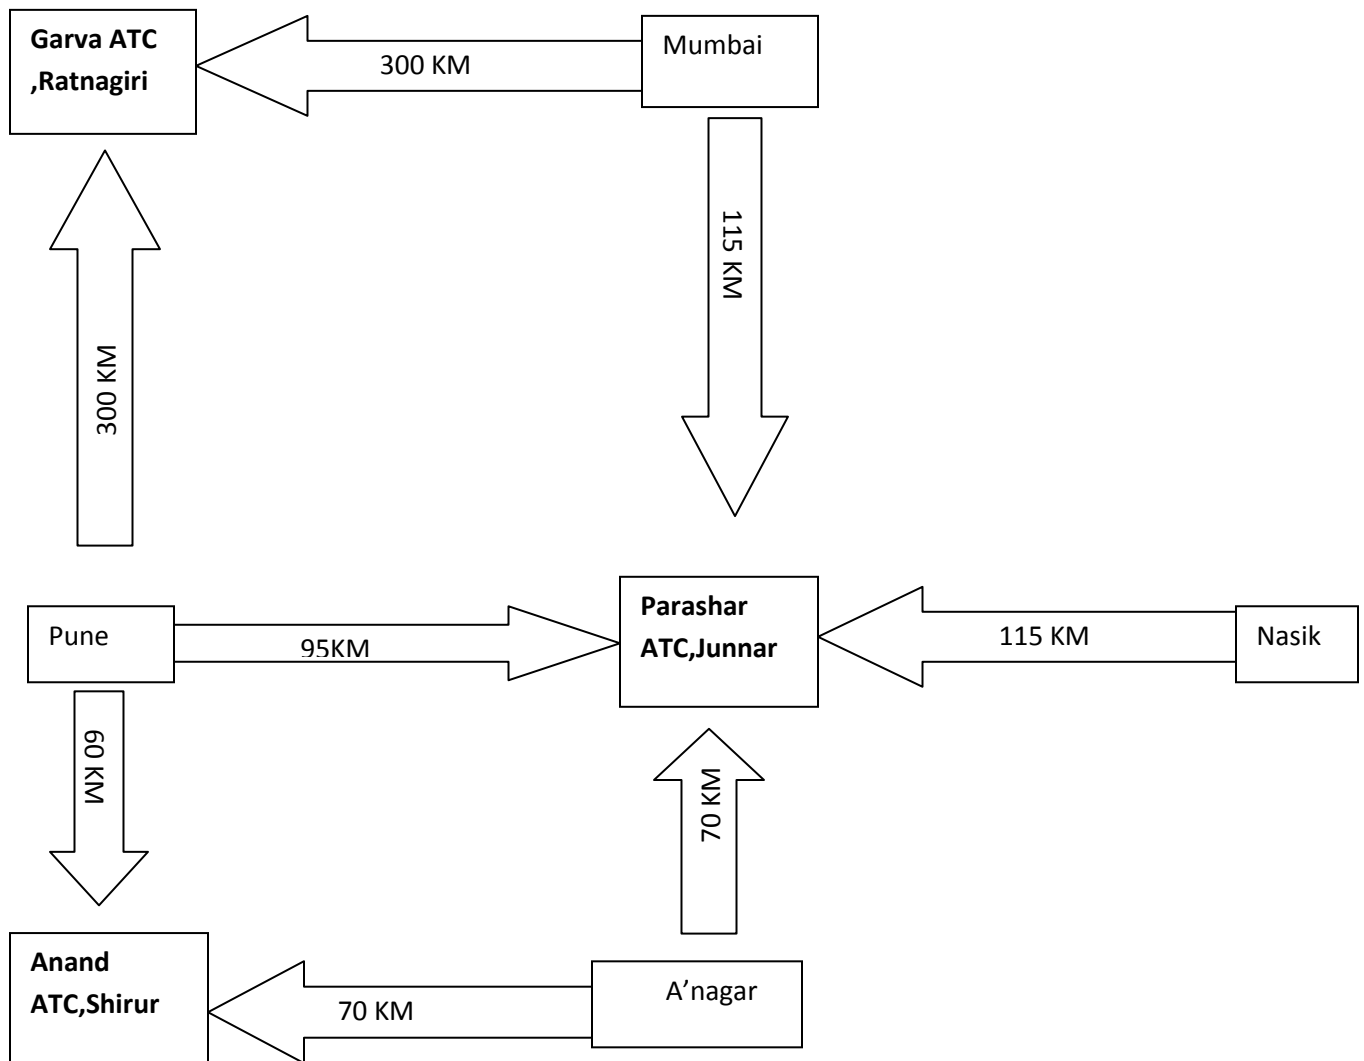 Garva ATC
,Ratnagiri
300 KM
Mumbai
115 KM
300 KM
Pune
95KM
Parashar
ATC,Junnar
115 KM
Nasik
60 KM
70 KM
Anand
ATC,Shirur
70 KM
A’nagar